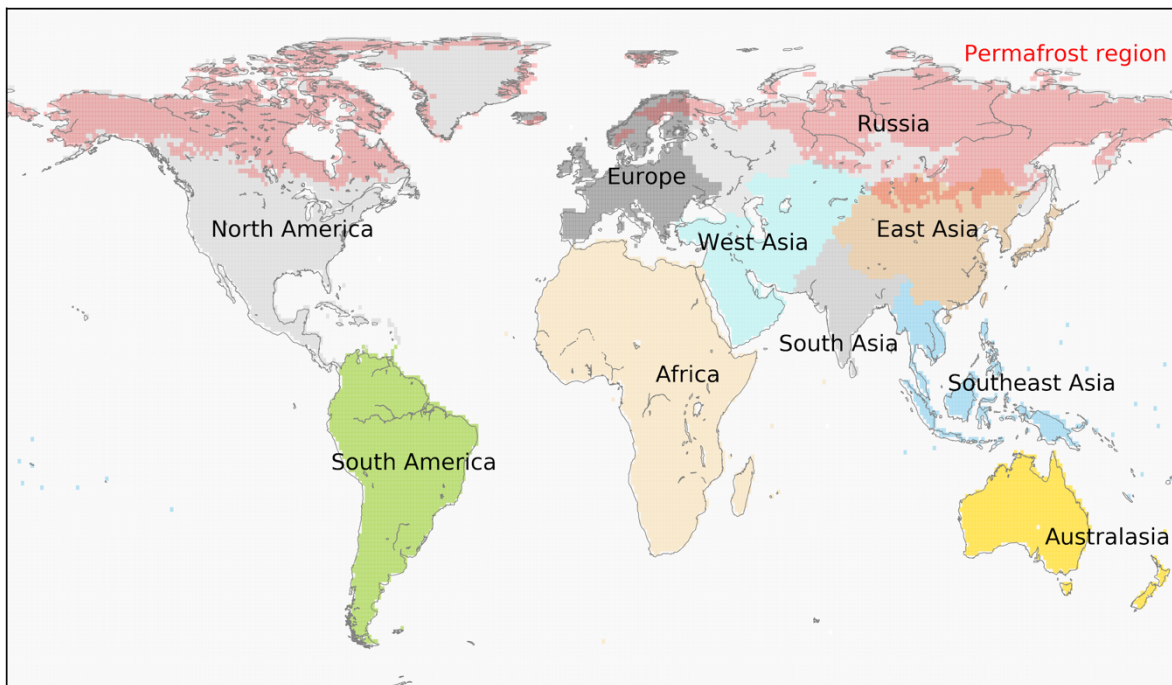 Permafrost region
Russia
Europe
North America
East Asia
West Asia
South Asia
Africa
Southeast Asia
South America
Australasia